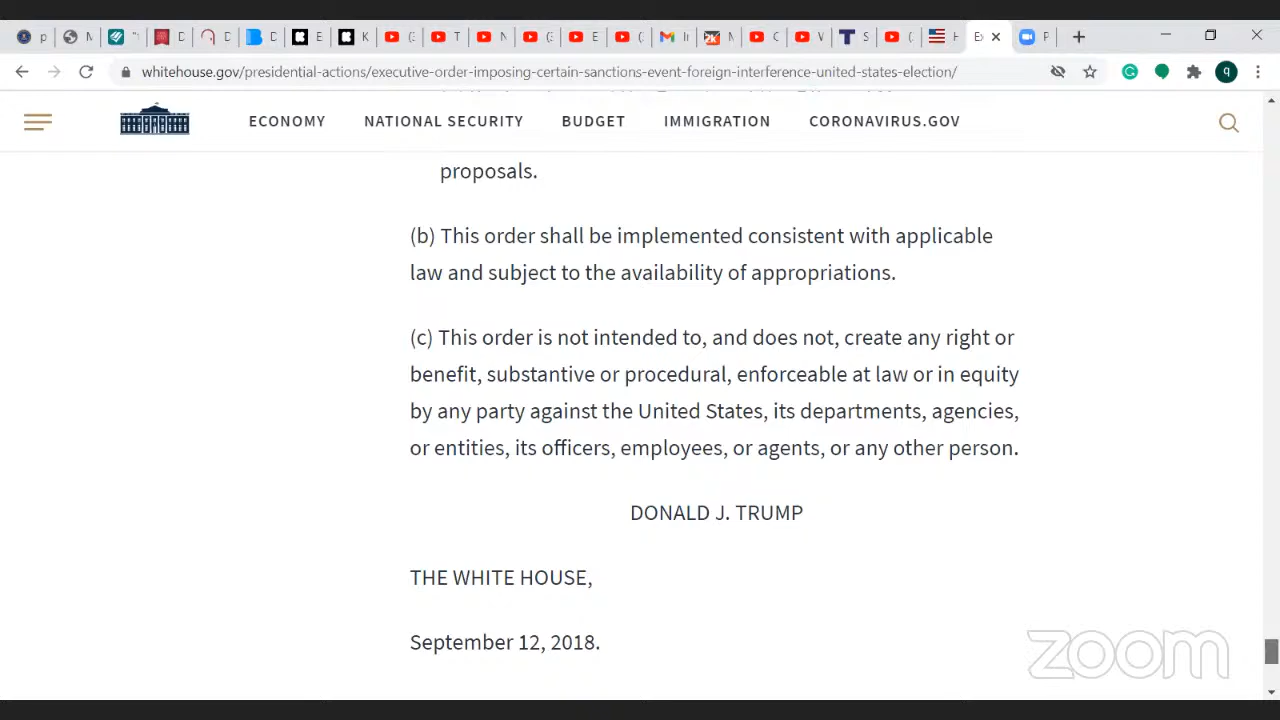 p
N
"
D
D
D
E
K
(
T
N
(
E
(
Ir
N
C
V
S
(
H
E
P
whitehouse.gov/presidential-actions/executive-order-imposing-certain-sanctions-event-foreign-interference-united-states-election/
q
ECONOMY NATIONAL SECURITY BUDGET IMMIGRATION CORONAVIRUS.GOV
proposals.
(b) This order shall be implemented consistent with applicable
law and subject to the availability of appropriations.
(c) This order is not intended to, and does not, create any right or
benefit, substantive or procedural, enforceable at law or in equity
by any party against the United States, its departments, agencies,
or entities, its officers, employees, or agents, or any other person.
DONALD J. TRUMP
THE WHITE HOUSE,
September 12, 2018.
zoom